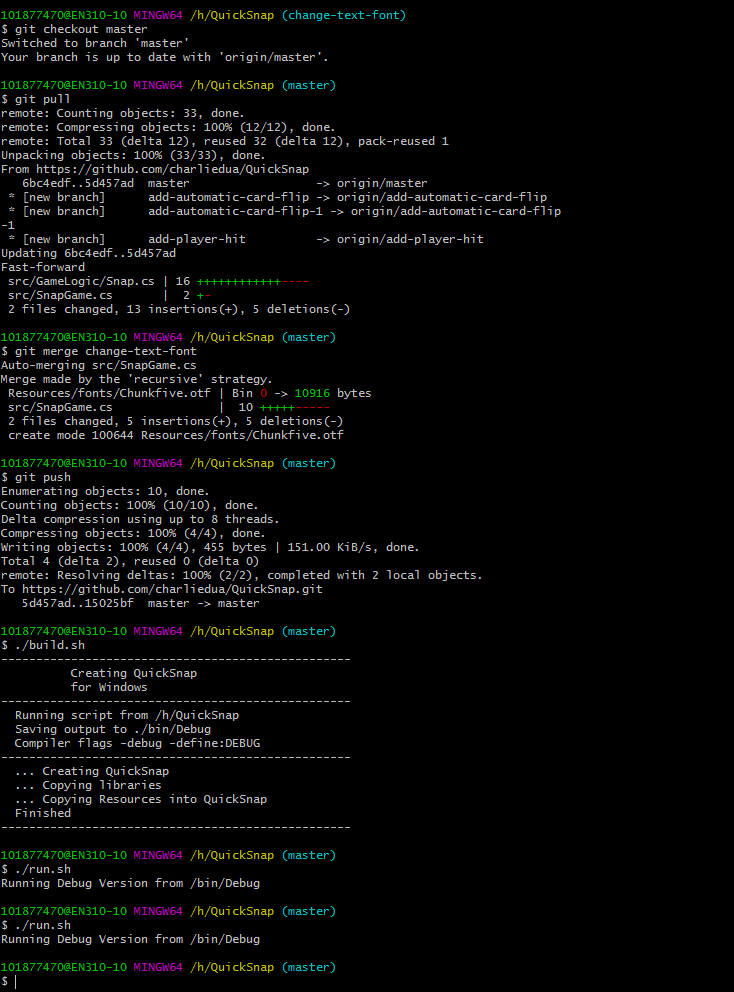 101877470@EN310-10 MINGW64 /h/QuickSnap (change-text-font)
$ git checkout master
Switched to branch 'master'
Your branch is up to date with 'origin/master'.
101877470@EN310-10 MINGW64 /h/QuickSnap (master)
$ git pull
remote: Counting objects: 33, done.
remote: Compressing objects: 100% (12/12), done.
remote: Total 33 (delta 12), reused 32 (delta 12), pack-reused 1
Unpacking objects: 100% (33/33), done.
From https://github.com/charliedua/QuickSnap
   6bc4edf..5d457ad  master                  -> origin/master
 * [new branch]      add-automatic-card-flip -> origin/add-automatic-card-flip
 * [new branch]      add-automatic-card-flip-1 -> origin/add-automatic-card-flip
-1
 * [new branch]      add-player-hit          -> origin/add-player-hit
Updating 6bc4edf..5d457ad
Fast-forward
 src/GameLogic/Snap.cs | 16 ++++++++++++----
 src/SnapGame.cs       |  2 +-
 2 files changed, 13 insertions(+), 5 deletions(-)
101877470@EN310-10 MINGW64 /h/QuickSnap (master)
$ git merge change-text-font
Auto-merging src/SnapGame.cs
Merge made by the 'recursive' strategy.
 Resources/fonts/Chunkfive.otf | Bin 0 -> 10916 bytes
 src/SnapGame.cs               |  10 +++++-----
 2 files changed, 5 insertions(+), 5 deletions(-)
 create mode 100644 Resources/fonts/Chunkfive.otf
101877470@EN310-10 MINGW64 /h/QuickSnap (master)
$ git push
Enumerating objects: 10, done.
Counting objects: 100% (10/10), done.
Delta compression using up to 8 threads.
Compressing objects: 100% (4/4), done.
Writing objects: 100% (4/4), 455 bytes | 151.00 KiB/s, done.
Total 4 (delta 2), reused 0 (delta 0)
remote: Resolving deltas: 100% (2/2), completed with 2 local objects.
To https://github.com/charliedua/QuickSnap.git
   5d457ad..15025bf  master -> master
101877470@EN310-10 MINGW64 /h/QuickSnap (master)
$ ./build.sh
--------------------------------------------------
          Creating QuickSnap
          for Windows
--------------------------------------------------
  Running script from /h/QuickSnap
  Saving output to ./bin/Debug
  Compiler flags -debug -define:DEBUG
--------------------------------------------------
  ... Creating QuickSnap
  ... Copying libraries
  ... Copying Resources into QuickSnap
  Finished
--------------------------------------------------
101877470@EN310-10 MINGW64 /h/QuickSnap (master)
$ ./run.sh
Running Debug Version from /bin/Debug
101877470@EN310-10 MINGW64 /h/QuickSnap (master)
$ ./run.sh
Running Debug Version from /bin/Debug
101877470@EN310-10 MINGW64 /h/QuickSnap (master)
$